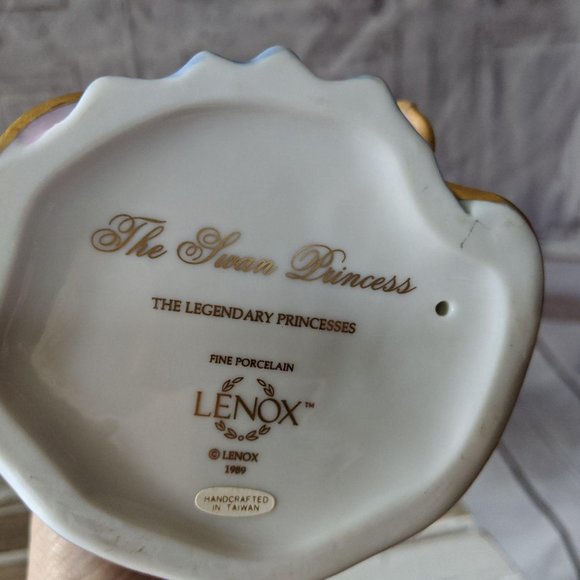 The Swan Princess
THE LEGENDARY PRINCESSES
FINE PORCELAIN
LENOX™
© LENOX
1989
HANDCRAFTED
IN TAIWAN